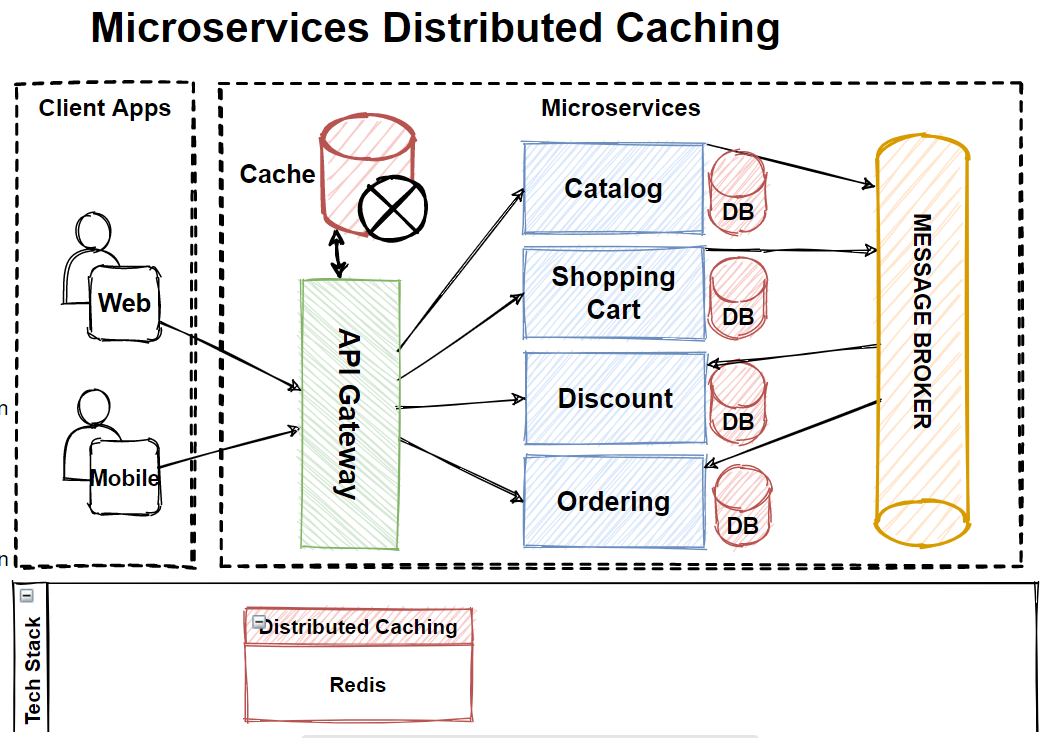 Microservices Distributed Caching
Client Apps
Microservices
Cache
Catalog
DB
Shopping
Cart
DB
Discount
DB
Ordering
DB
Web
Mobile
API Gateway
MESSAGE BROKER
n
n
Tech Stack
Distributed Caching
Redis